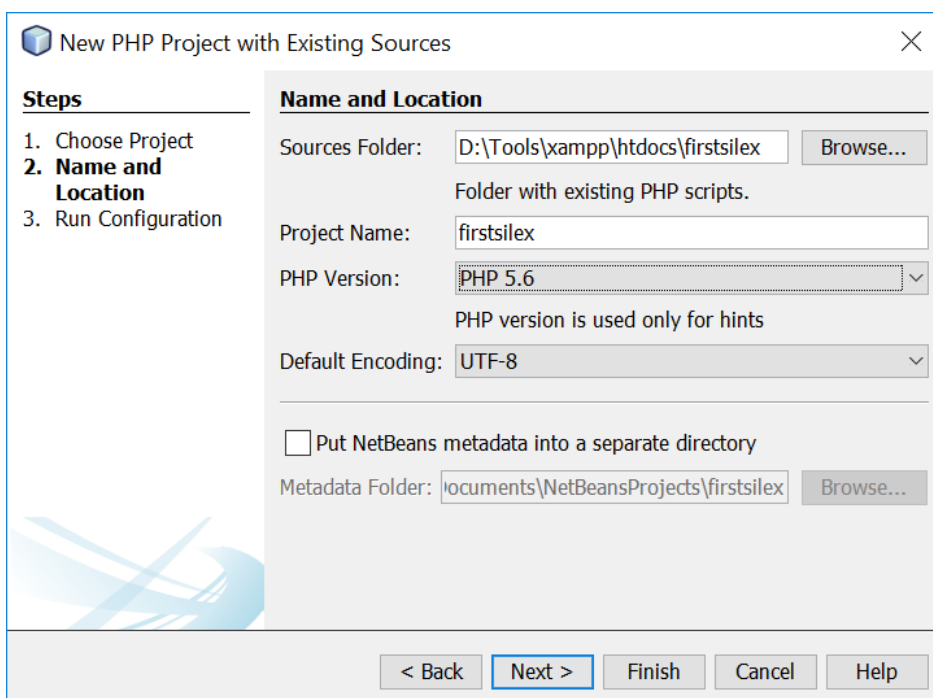 New PHP Project with Existing Sources
Steps
1. Choose Project
2. Name and
Location
3. Run Configuration
Name and Location
Sources Folder: D:\Tools\xampp\htdocs\firstsilex Browse...
Folder with existing PHP scripts.
Project Name: firstsilex
PHP Version: PHP 5.6
PHP version is used only for hints
Default Encoding: UTF-8
Put NetBeans metadata into a separate directory
Metadata Folder: ocuments\NetBeansProjects\firstsilex Browse...
< Back Next > Finish Cancel Help